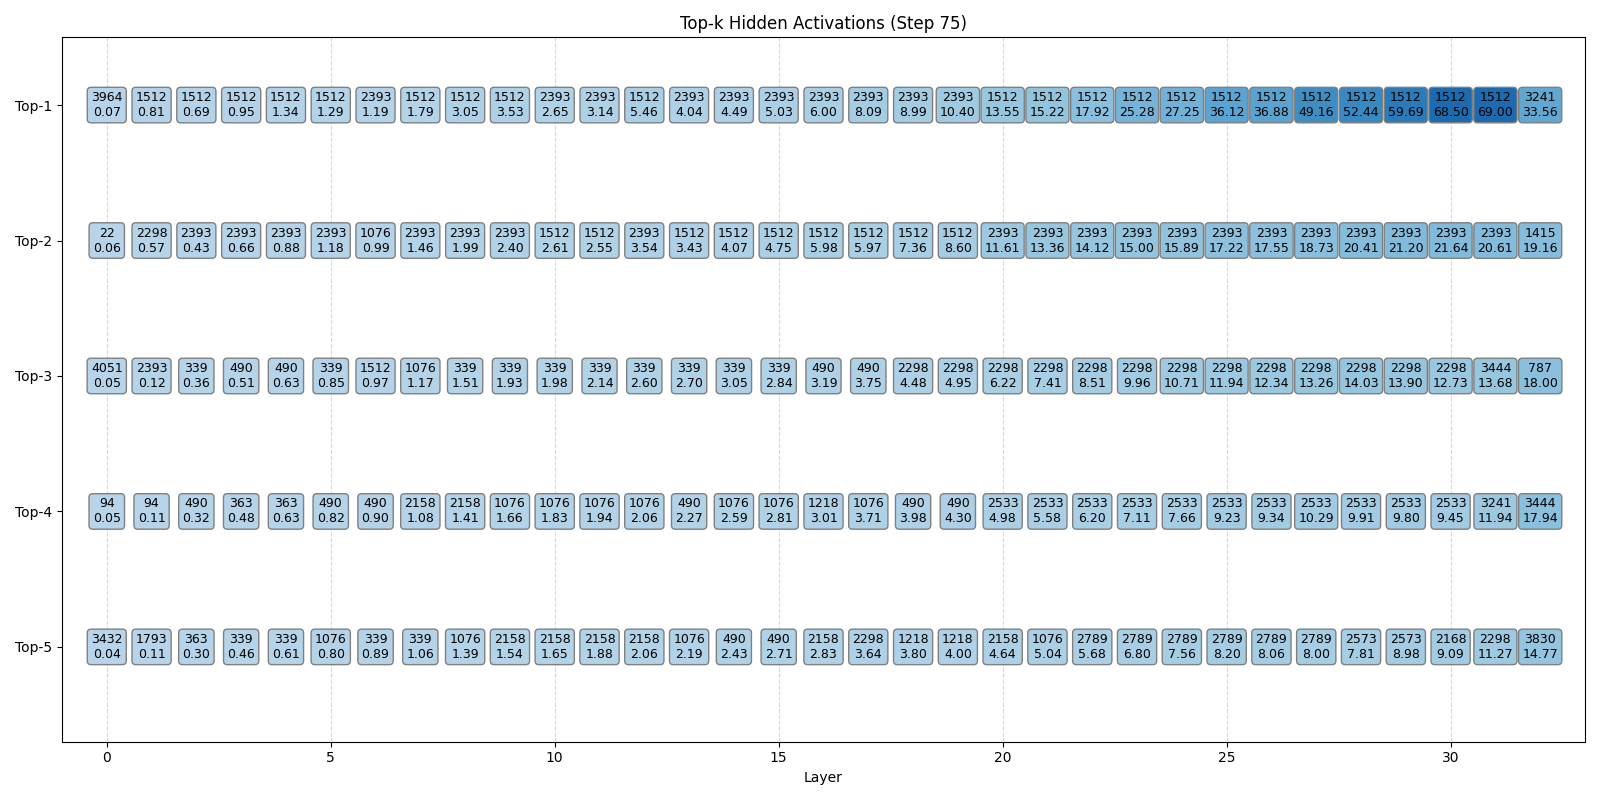 Top-k Hidden Activations (Step 75)
Top-1
3964 1512 1512 1512 1512 1512 2393 1512 1512 1512 2393 2393 1512 2393 2393 2393 2393 2393 2393 2393 1512 1512 1512 1512 1512 1512 1512 1512 1512 1512 1512 1512 3241
0.07 0.81 0.69 0.95 1.34 1.29 1.19 1.79 3.05 3.53 2.65 3.14 5.46 4.04 4.49 5.03 6.00 8.09 8.99 10.40 13.55 15.22 17.92 25.28 27.25 36.12 36.88 49.16 52.44 59.69 68.50 69.00 33.56
Top-2
22 2298 2393 2393 2393 2393 1076 2393 2393 2393 1512 1512 2393 1512 1512 1512 1512 1512 1512 1512 2393 2393 2393 2393 2393 2393 2393 2393 2393 2393 2393 2393 1415
0.06 0.57 0.43 0.66 0.88 1.18 0.99 1.46 1.99 2.40 2.61 2.55 3.54 3.43 4.07 4.75 5.98 5.97 7.36 8.60 11.61 13.36 14.12 15.00 15.89 17.22 17.55 18.73 20.41 21.20 21.64 20.61 19.16
Top-3
4051 2393 339 490 490 339 1512 1076 339 339 339 339 339 339 339 339 490 490 2298 2298 2298 2298 2298 2298 2298 2298 2298 2298 2298 2298 2298 3444 787
0.05 0.12 0.36 0.51 0.63 0.85 0.97 1.17 1.51 1.93 1.98 2.14 2.60 2.70 3.05 2.84 3.19 3.75 4.48 4.95 6.22 7.41 8.51 9.96 10.71 11.94 12.34 13.26 14.03 13.90 12.73 13.68 18.00
Top-4
94 94 490 363 363 490 490 2158 2158 1076 1076 1076 1076 490 1076 1076 1218 1076 490 490 2533 2533 2533 2533 2533 2533 2533 2533 2533 2533 2533 3241 3444
0.05 0.11 0.32 0.48 0.63 0.82 0.90 1.08 1.41 1.66 1.83 1.94 2.06 2.27 2.59 2.81 3.01 3.71 3.98 4.30 4.98 5.58 6.20 7.11 7.66 9.23 9.34 10.29 9.91 9.80 9.45 11.94 17.94
Top-5
3432 1793 363 339 339 1076 339 339 1076 2158 2158 2158 2158 1076 490 490 2158 2298 1218 1218 2158 1076 2789 2789 2789 2789 2789 2789 2573 2573 2168 2298 3830
0.04 0.11 0.30 0.46 0.61 0.80 0.89 1.06 1.39 1.54 1.65 1.88 2.06 2.19 2.43 2.71 2.83 3.64 3.80 4.00 4.64 5.04 5.68 6.80 7.56 8.20 8.06 8.00 7.81 8.98 9.09 11.27 14.77
0 5 10 15 20 25 30
Layer